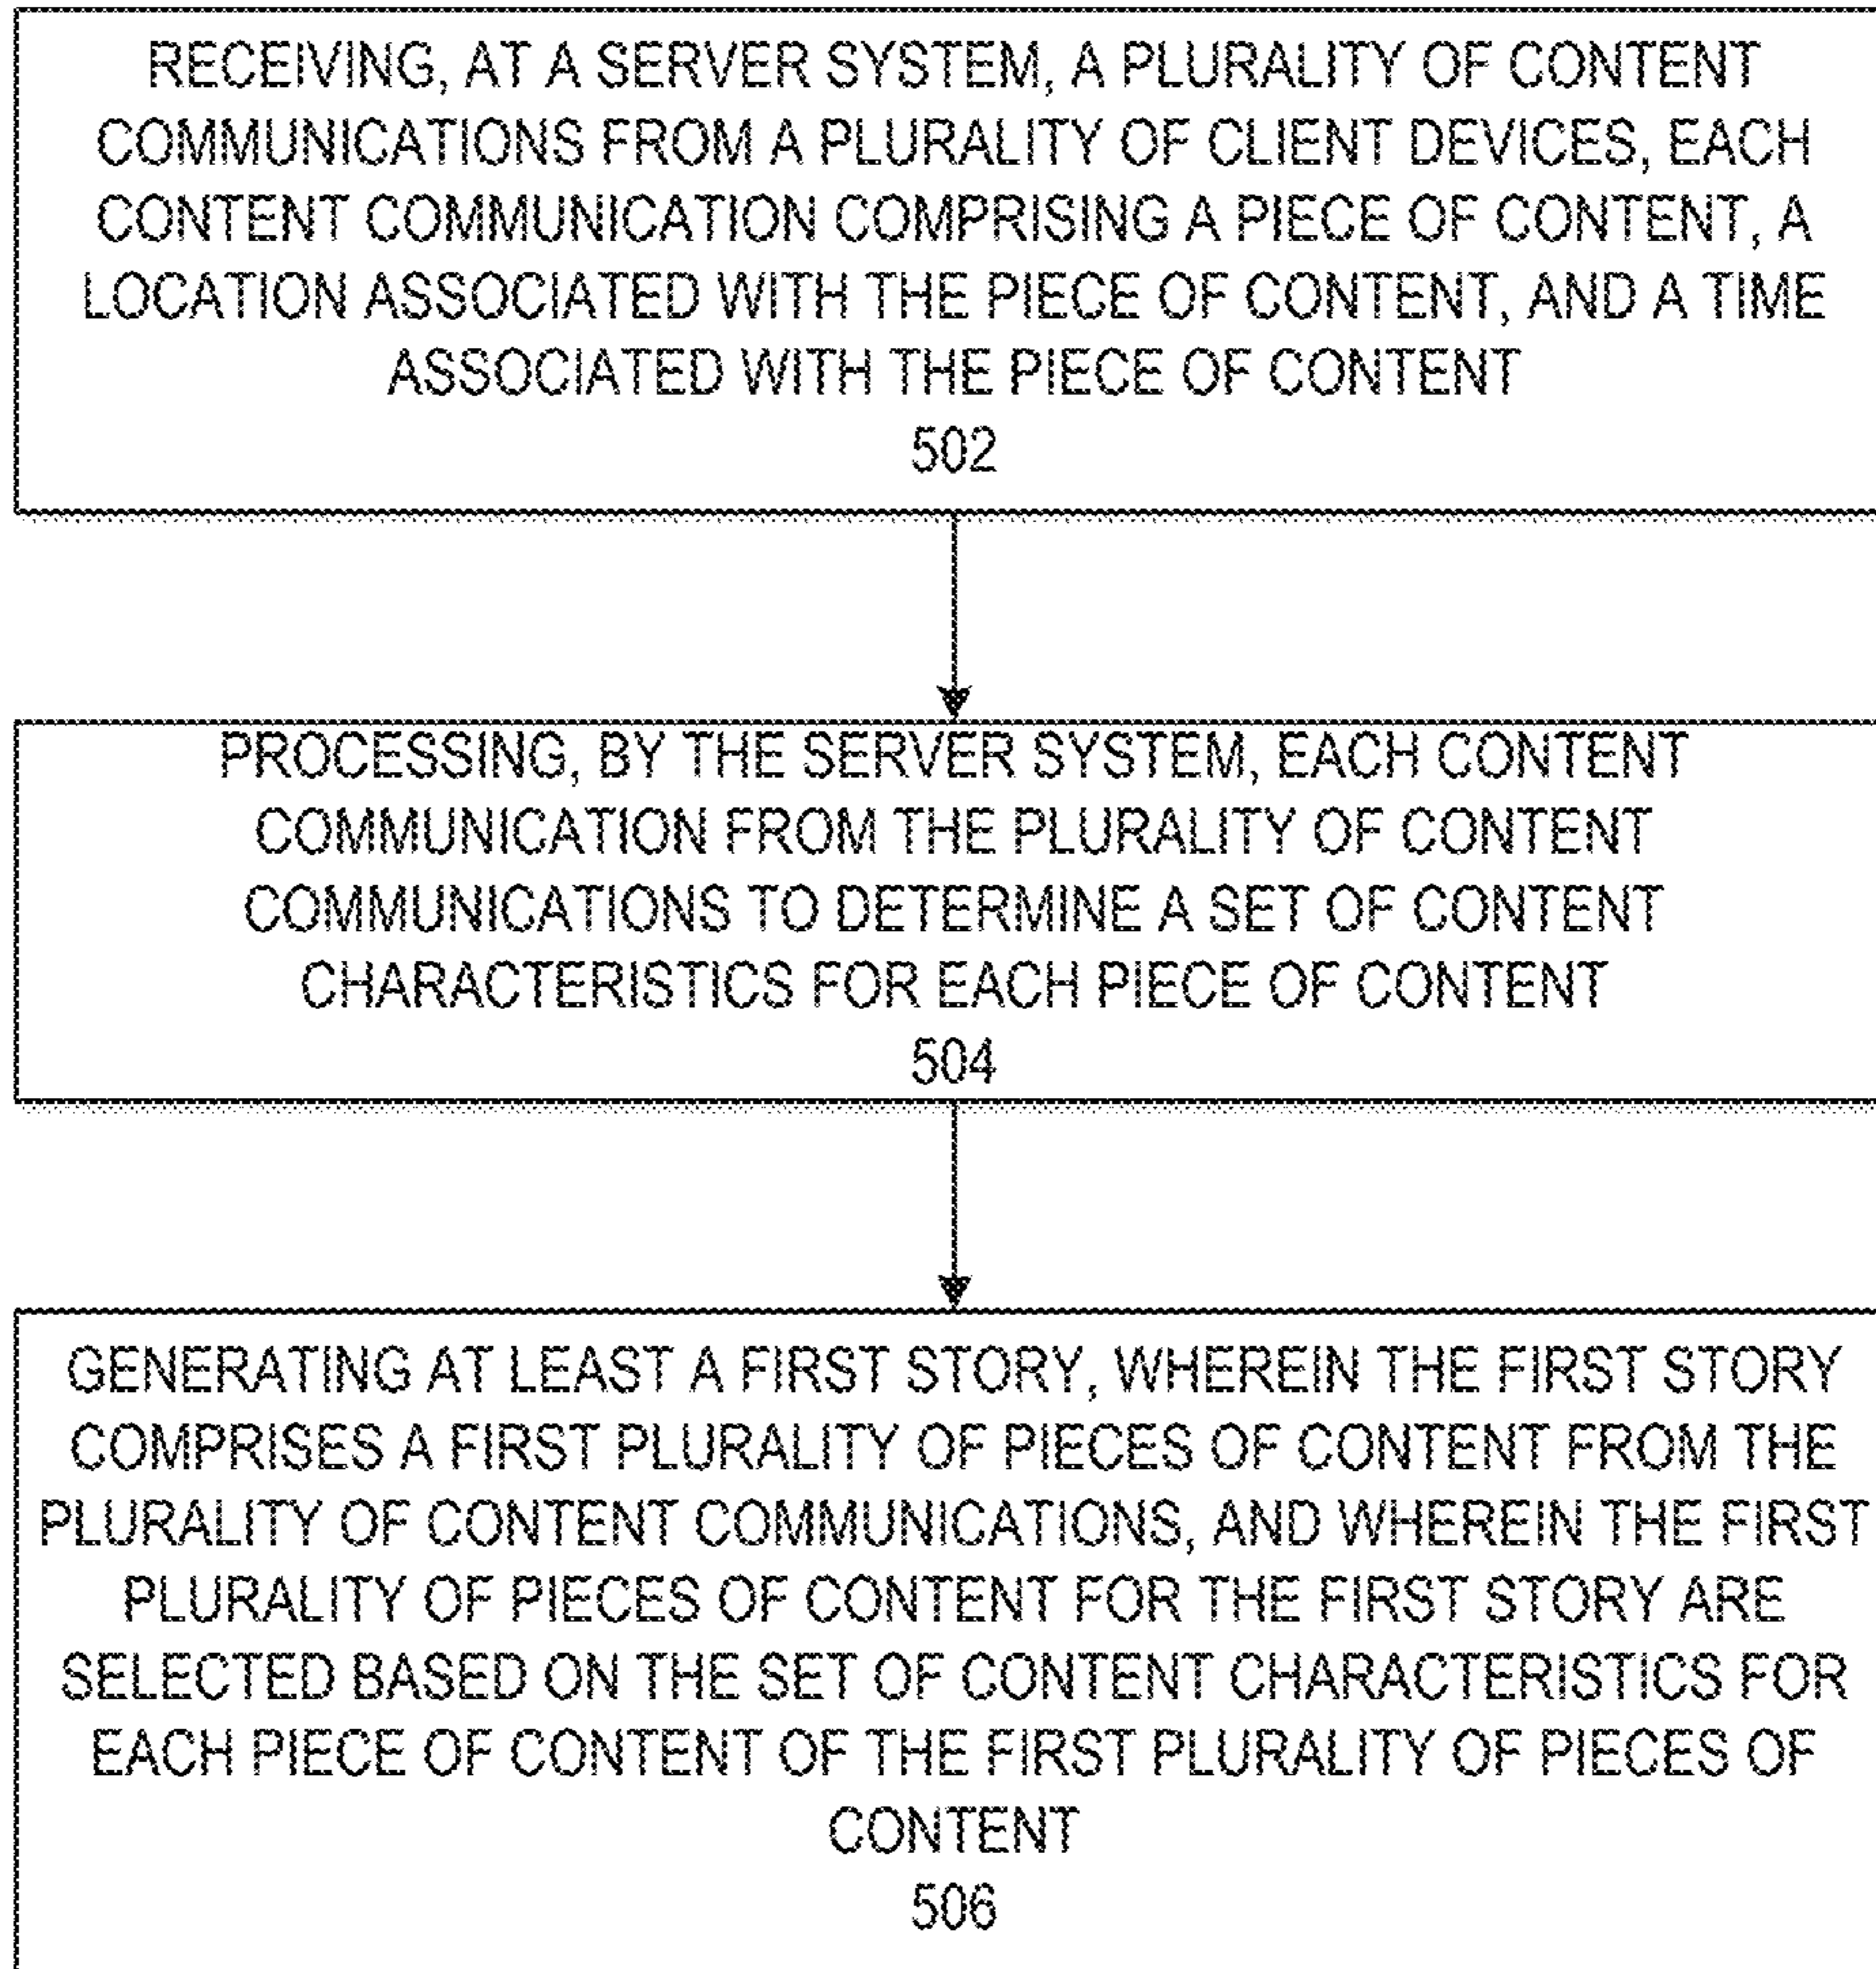 RECEIVING, AT A SERVER SYSTEM, A PLURALITY OF CONTENT
COMMUNICATIONS FROM A PLURALITY OF CLIENT DEVICES, EACH
CONTENT COMMUNICATION COMPRISING A PIECE OF CONTENT, A
LOCATION ASSOCIATED WITH THE PIECE OF CONTENT, AND A TIME
ASSOCIATED WITH THE PIECE OF CONTENT
502
PROCESSING, BY THE SERVER SYSTEM, EACH CONTENT
COMMUNICATION FROM THE PLURALITY OF CONTENT
COMMUNICATIONS TO DETERMINE A SET OF CONTENT
CHARACTERISTICS FOR EACH PIECE OF CONTENT
504
GENERATING AT LEAST A FIRST STORY, WHEREIN THE FIRST STORY
COMPRISES A FIRST PLURALITY OF PIECES OF CONTENT FROM THE
PLURALITY OF CONTENT COMMUNICATIONS, AND WHEREIN THE FIRST
PLURALITY OF PIECES OF CONTENT FOR THE FIRST STORY ARE
SELECTED BASED ON THE SET OF CONTENT CHARACTERISTICS FOR
EACH PIECE OF CONTENT OF THE FIRST PLURALITY OF PIECES OF
CONTENT
506